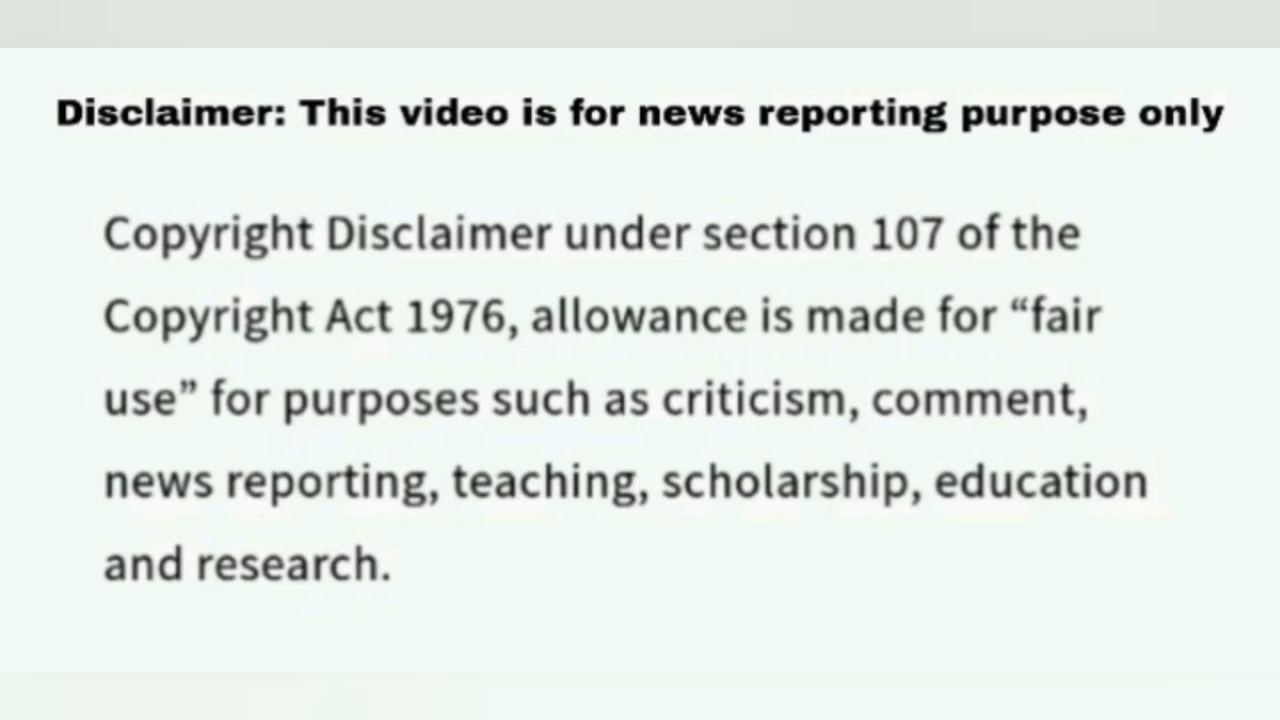 Disclaimer: This video is for news reporting purpose only
Copyright Disclaimer under section 107 of the
Copyright Act 1976, allowance is made for “fair
use” for purposes such as criticism, comment,
news reporting, teaching, scholarship, education
and research.